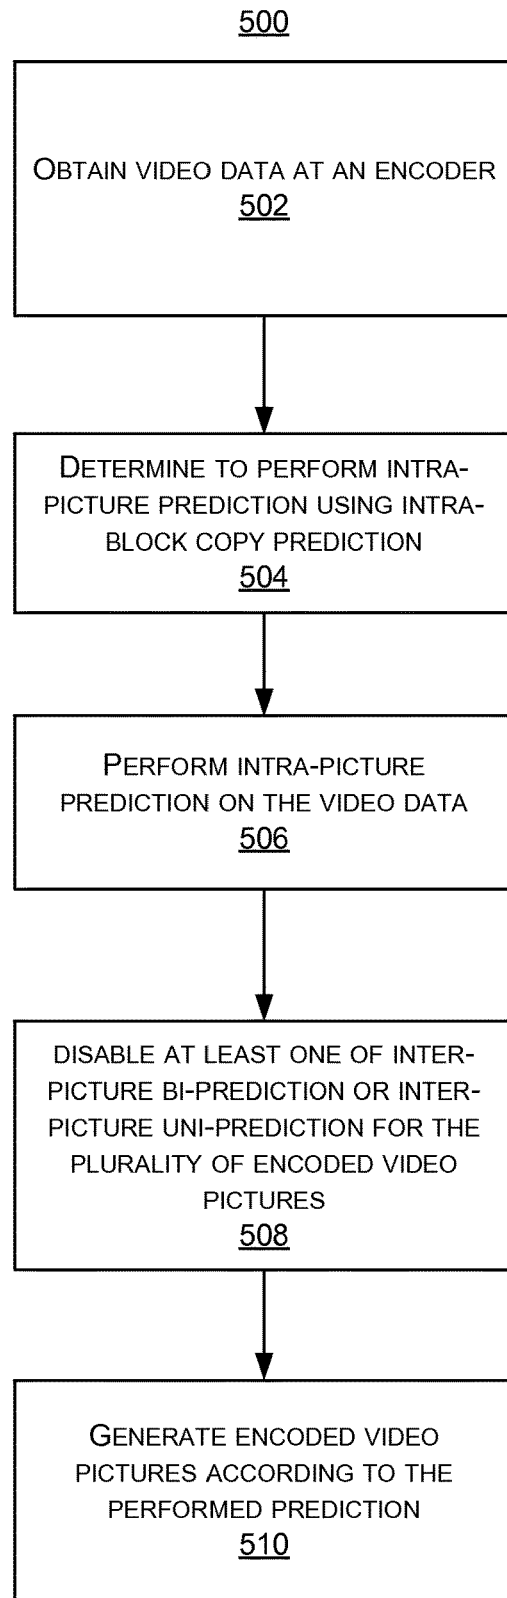 500
OBTAIN VIDEO DATA AT AN ENCODER
502
DETERMINE TO PERFORM INTRA-
PICTURE PREDICTION USING INTRA-
BLOCK COPY PREDICTION
504
PERFORM INTRA-PICTURE
PREDICTION ON THE VIDEO DATA
506
DISABLE AT LEAST ONE OF INTER-
PICTURE BI-PREDICTION OR INTER-
PICTURE UNI-PREDICTION FOR THE
PLURALITY OF ENCODED VIDEO
PICTURES
508
GENERATE ENCODED VIDEO
PICTURES ACCORDING TO THE
PERFORMED PREDICTION
510